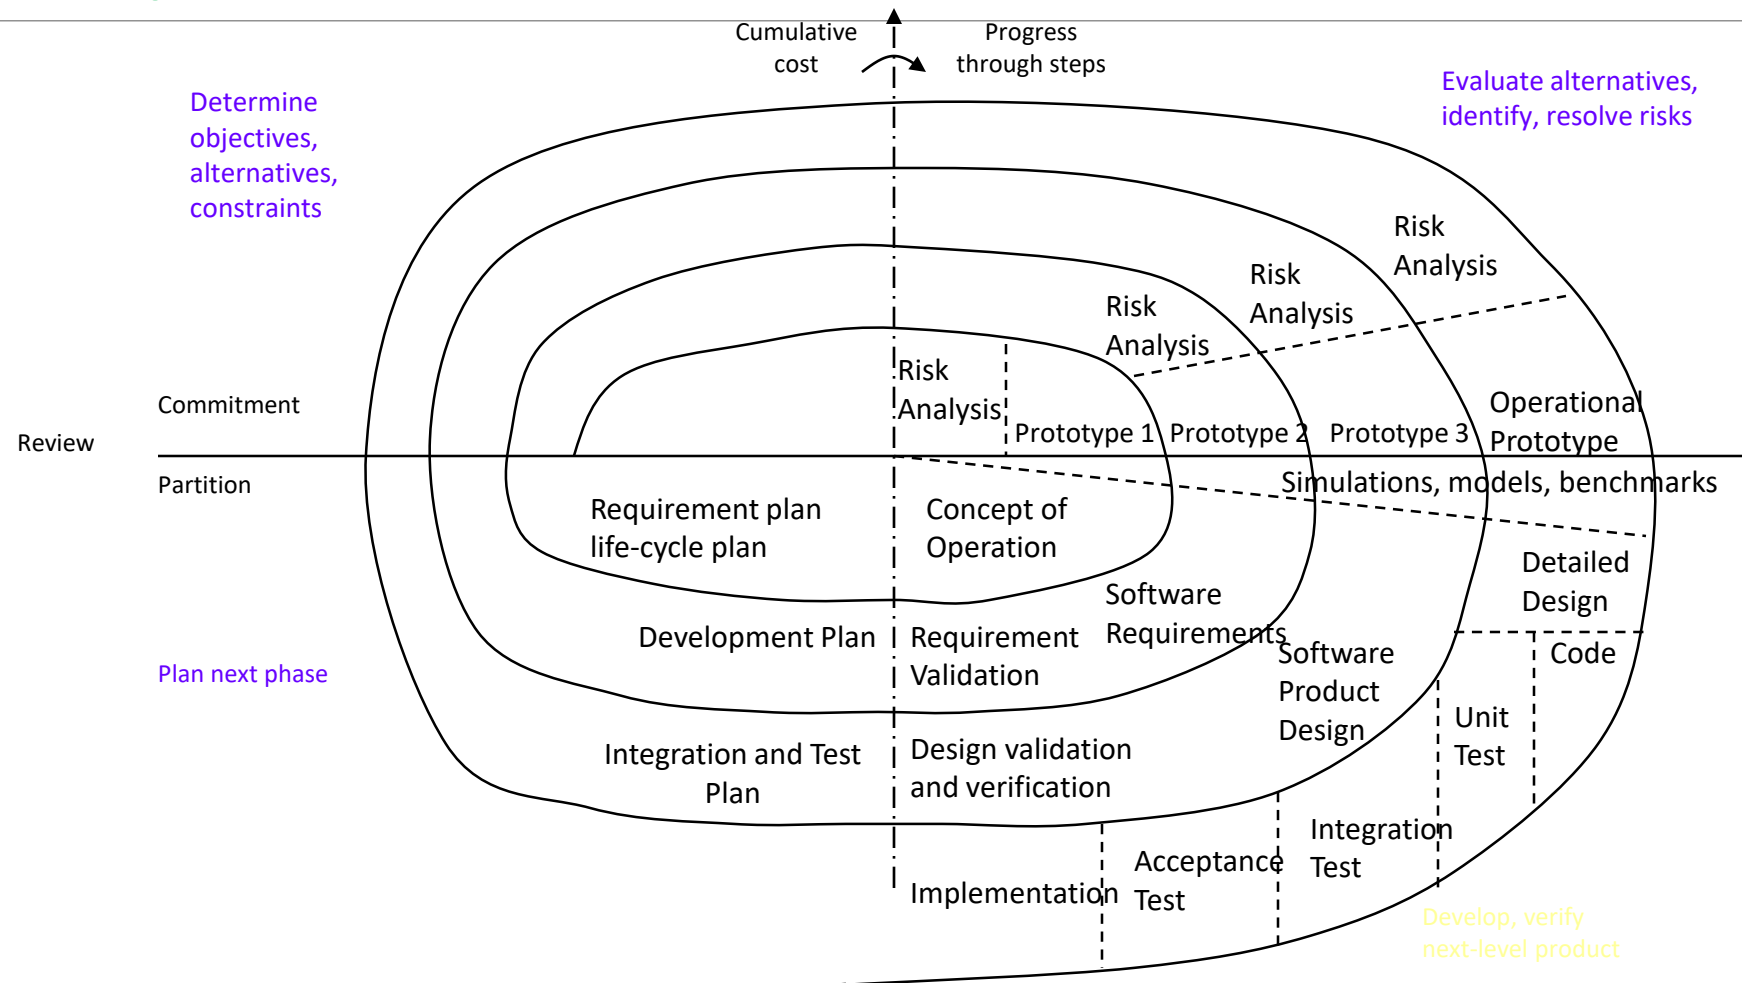 Cumulative
cost
Progress
through steps
Determine
objectives,
alternatives,
constraints
Evaluate alternatives,
identify, resolve risks
Risk
Analysis
Risk
Analysis
Risk
Analysis
Risk
Analysis
Commitment
Review
Partition
Prototype 1
Prototype 2
Prototype 3
Operational
Prototype
Simulations, models, benchmarks
Requirement plan
life-cycle plan
Concept of
Operation
Detailed
Design
Software
Requirements
Development Plan
Requirement
Validation
Software
Product
Design
Code
Plan next phase
Unit
Test
Integration and Test
Plan
Design validation
and verification
Integration
Test
Acceptance
Test
Implementation
Develop, verify
next-level product